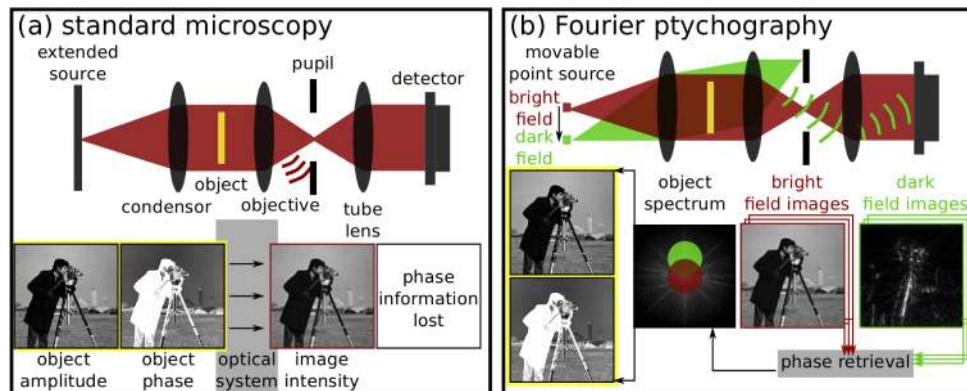 (a) standard microscopy
extended
source
pupil
detector
object
condensor
objective
tube
lens
phase
information
lost
object
amplitude
object
phase
optical
system
image
intensity
(b) Fourier ptychography
movable
point source
bright
field
dark
field
object
spectrum
bright
field images
dark
field images
phase retrieval